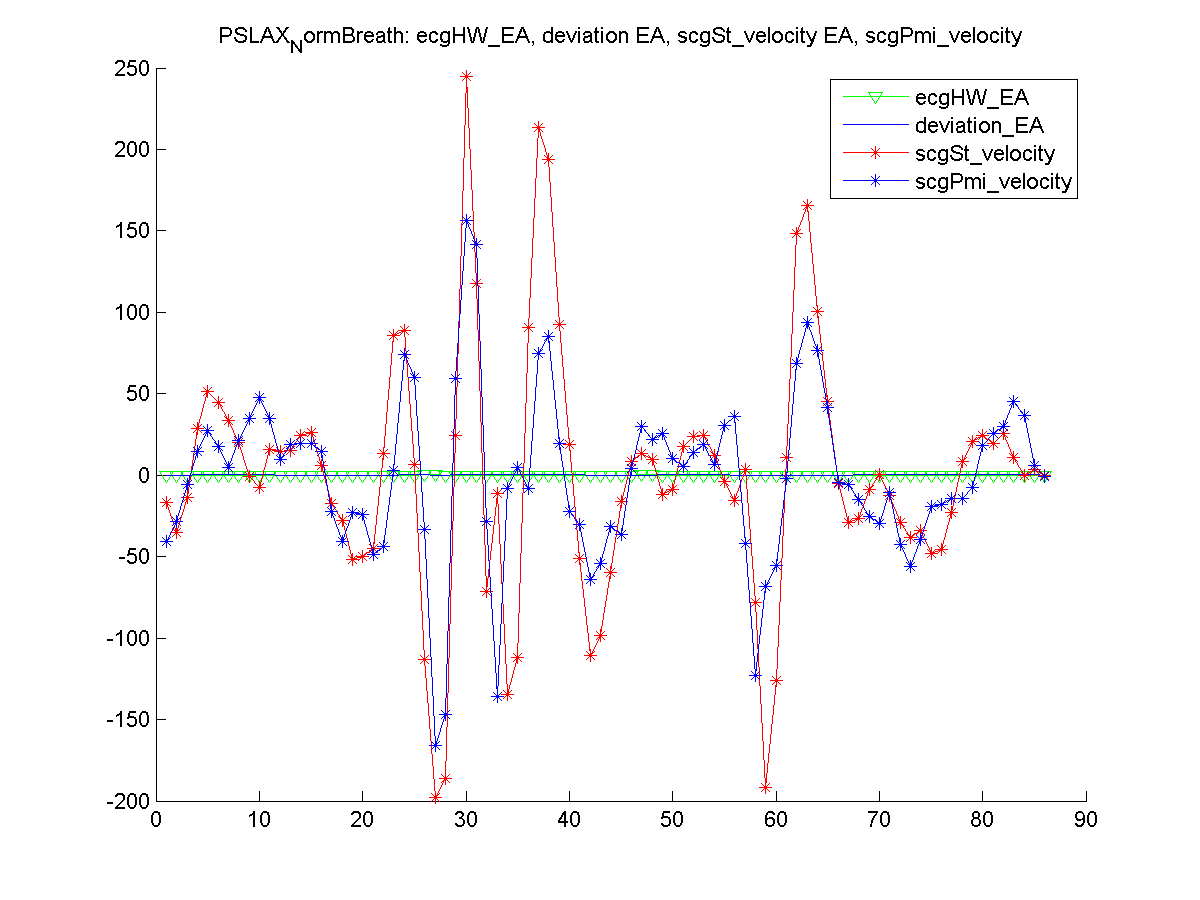 PSLAX_NormBreath: ecgHW_EA, deviation EA, scgSt_velocity EA, scgPmi_velocity
250
200
150
100
50
0
-50
-100
-150
-200
0 10 20 30 40 50 60 70 80 90
ecgHW_EA
deviation_EA
scgSt_velocity
scgPmi_velocity